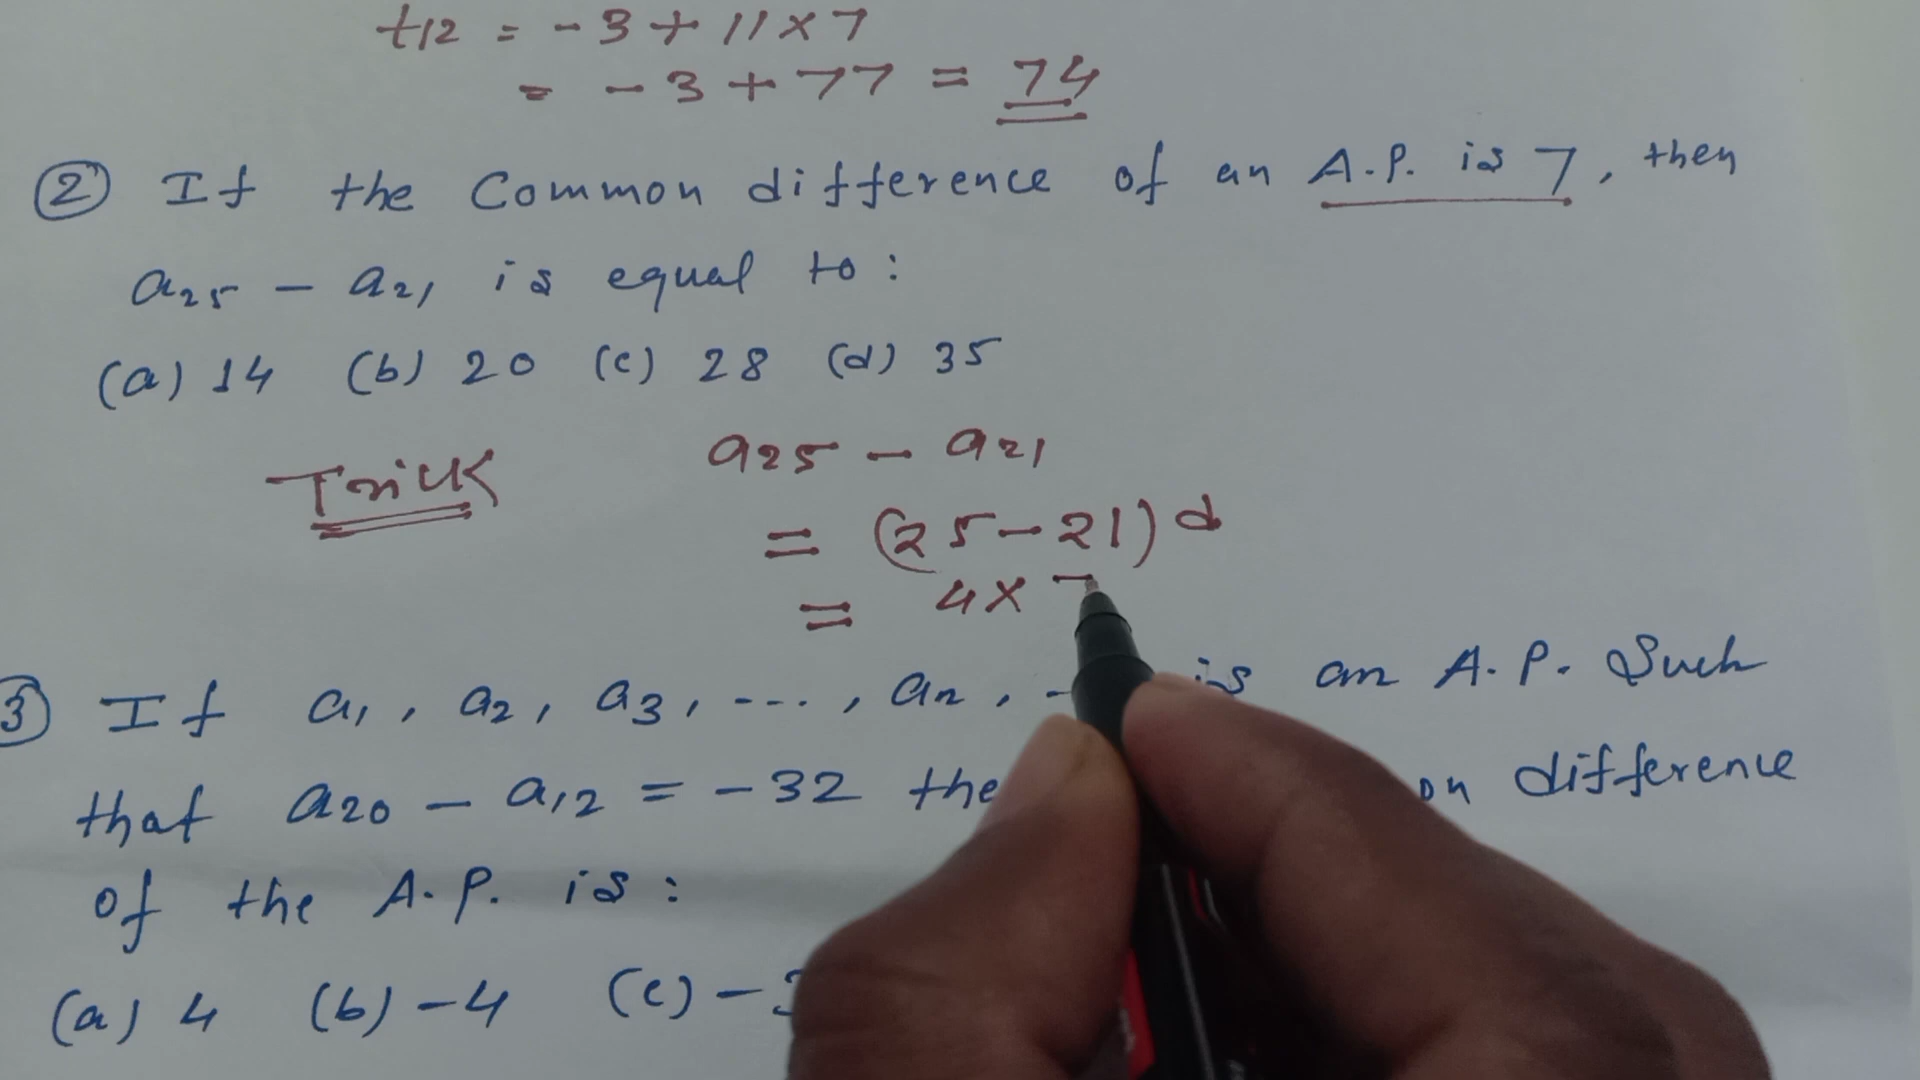 t12 = -3 + 11 × 7
= -3 + 77 = 74
② If the Common difference of an A.P. is 7, then
a25 - a21 is equal to:
(a) 14 (b) 20 (c) 28 (d) 35
Trick
a25 - a21
= (25-21) d
= 4 × 7
③ If a1, a2, a3, ..., an, is an A.P. Such
that a20 - a12 = -32 difference
of the A.P. is:
(a) 4 (b) -4 (c)